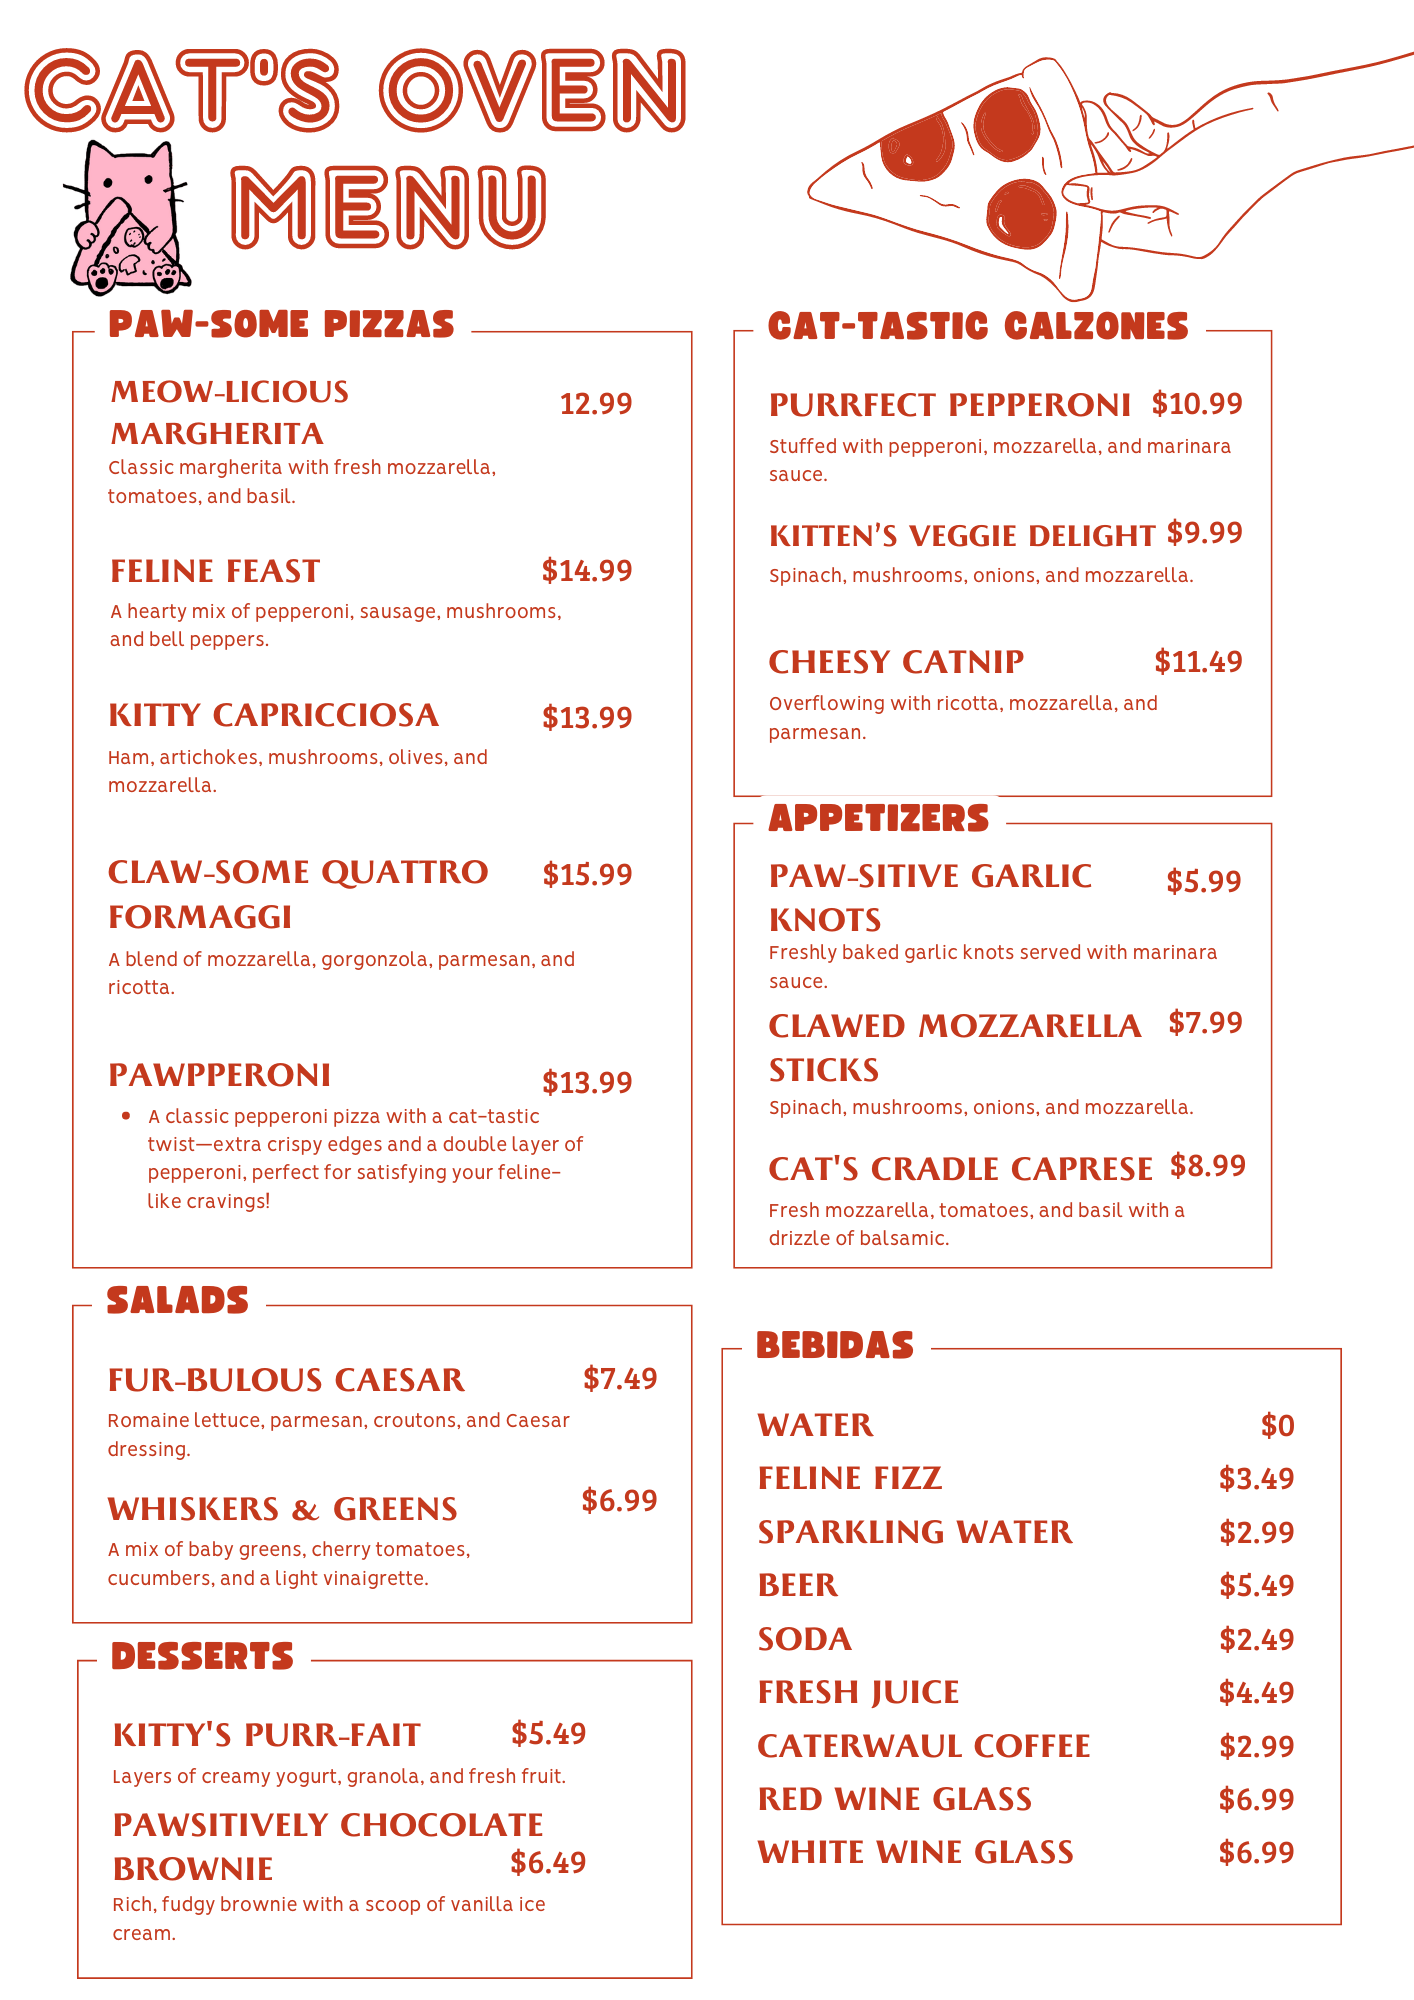 CAT'S OVEN
MENU
PAW-SOME PIZZAS
MEOW-LICIOUS 12.99
MARGHERITA
Classic margherita with fresh mozzarella,
tomatoes, and basil.
FELINE FEAST $14.99
A hearty mix of pepperoni, sausage, mushrooms,
and bell peppers.
KITTY CAPRICCIOSA $13.99
Ham, artichokes, mushrooms, olives, and
mozzarella.
CLAW-SOME QUATTRO $15.99
FORMAGGI
A blend of mozzarella, gorgonzola, parmesan, and
ricotta.
PAWPPERONI $13.99
• A classic pepperoni pizza with a cat-tastic
twist—extra crispy edges and a double layer of
pepperoni, perfect for satisfying your feline-
like cravings!
SALADS
FUR-BULOUS CAESAR $7.49
Romaine lettuce, parmesan, croutons, and Caesar
dressing.
WHISKERS & GREENS $6.99
A mix of baby greens, cherry tomatoes,
cucumbers, and a light vinaigrette.
DESSERTS
KITTY'S PURR-FAIT $5.49
Layers of creamy yogurt, granola, and fresh fruit.
PAWSITIVELY CHOCOLATE
BROWNIE $6.49
Rich, fudgy brownie with a scoop of vanilla ice
cream.
CAT-TASTIC CALZONES
PURRFECT PEPPERONI $10.99
Stuffed with pepperoni, mozzarella, and marinara
sauce.
KITTEN’S VEGGIE DELIGHT $9.99
Spinach, mushrooms, onions, and mozzarella.
CHEESY CATNIP $11.49
Overflowing with ricotta, mozzarella, and
parmesan.
APPETIZERS
PAW-SITIVE GARLIC $5.99
KNOTS
Freshly baked garlic knots served with marinara
sauce.
CLAWED MOZZARELLA $7.99
STICKS
Spinach, mushrooms, onions, and mozzarella.
CAT'S CRADLE CAPRESE $8.99
Fresh mozzarella, tomatoes, and basil with a
drizzle of balsamic.
BEBIDAS
WATER $0
FELINE FIZZ $3.49
SPARKLING WATER $2.99
BEER $5.49
SODA $2.49
FRESH JUICE $4.49
CATERWAUL COFFEE $2.99
RED WINE GLASS $6.99
WHITE WINE GLASS $6.99